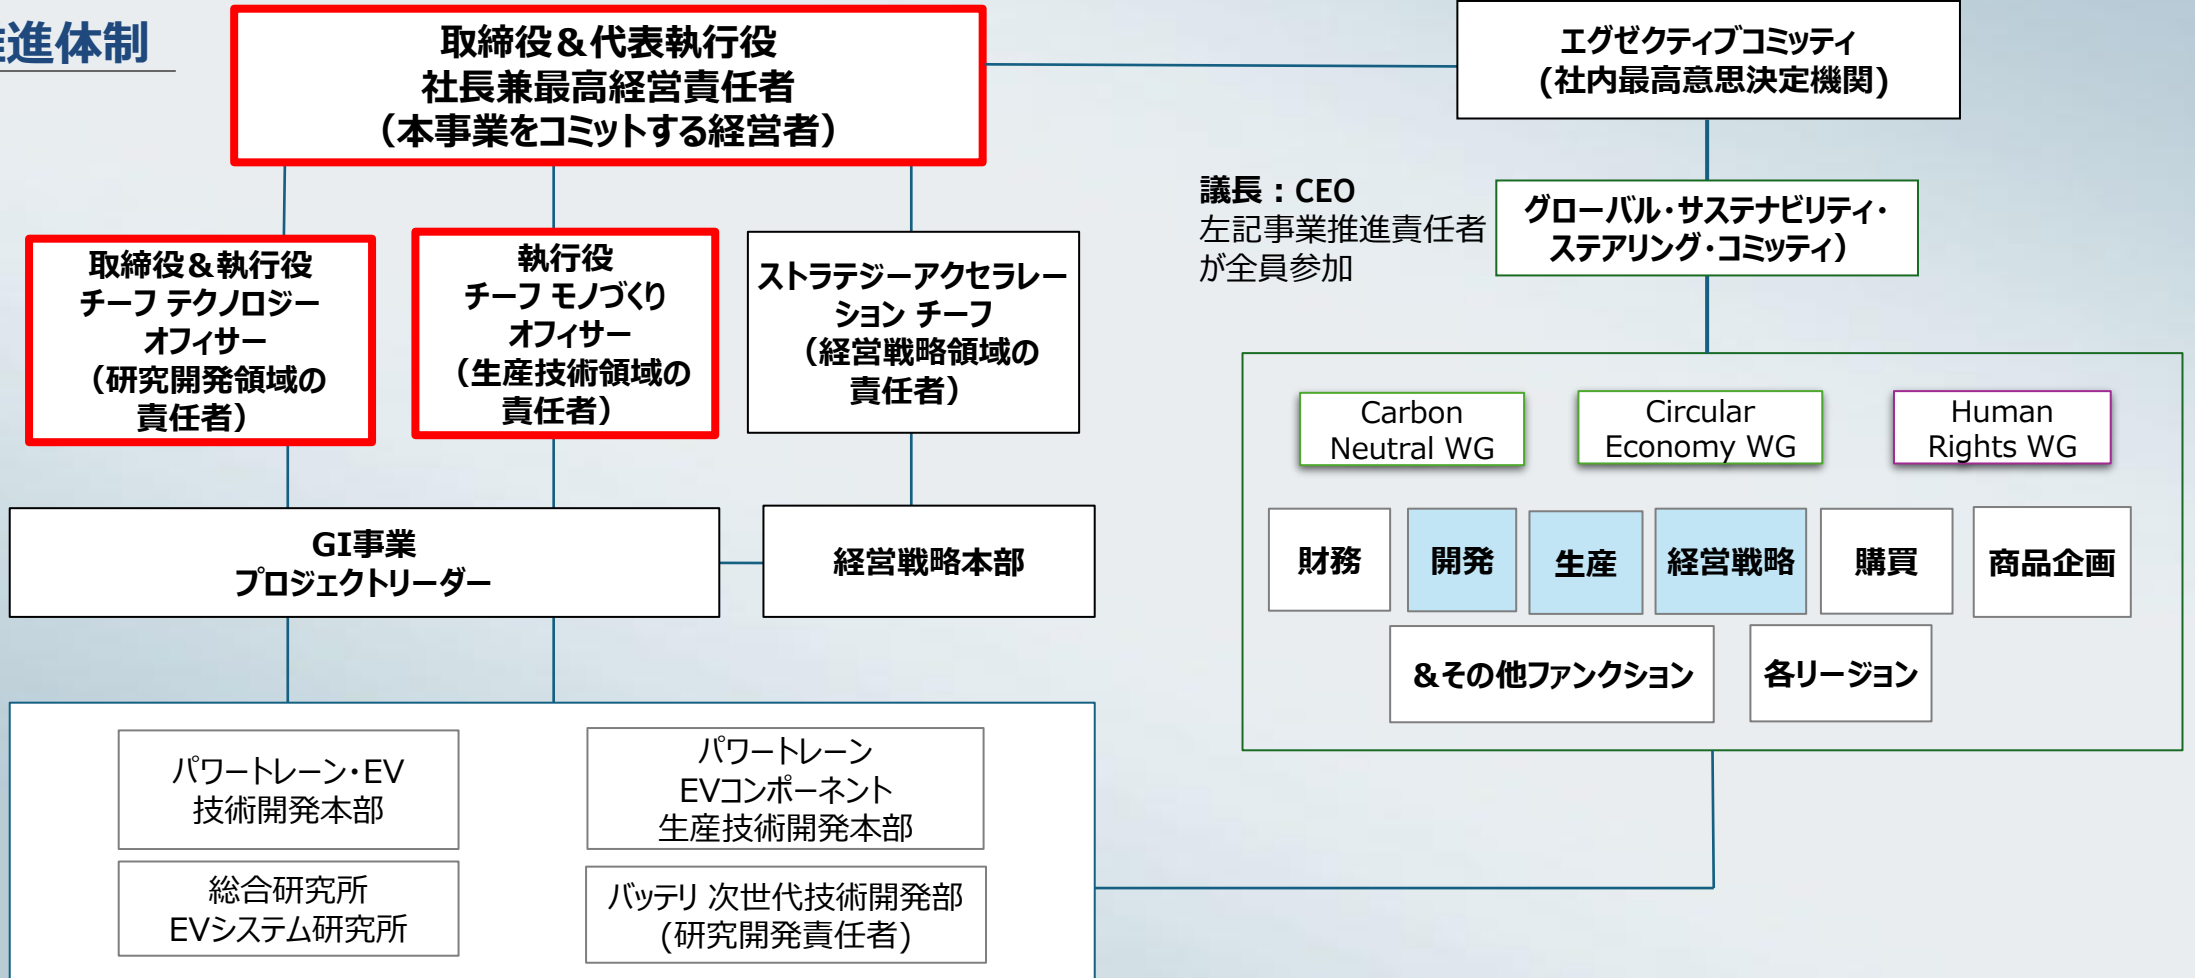 進体制
取締役＆代表執行役
社長兼最高経営責任者
（本事業をコミットする経営者）
エグゼクティブコミッティ
(社内最高意思決定機関)
議長：CEO
左記事業推進責任者
が全員参加
グローバル・サステナビリティ・
ステアリング・コミッティ）
取締役＆執行役
チーフ テクノロジー
オフィサー
（研究開発領域の
責任者）
執行役
チーフ モノづくり
オフィサー
（生産技術領域の
責任者）
ストラテジーアクセラレー
ション チーフ
（経営戦略領域の
責任者）
GI事業
プロジェクトリーダー
経営戦略本部
Carbon
Neutral WG
Circular
Economy WG
Human
Rights WG
財務
開発
生産
経営戦略
購買
商品企画
＆その他ファンクション
各リージョン
パワートレーン・EV
技術開発本部
パワートレーン
EVコンポーネント
生産技術開発本部
総合研究所
EVシステム研究所
バッテリ 次世代技術開発部
(研究開発責任者)